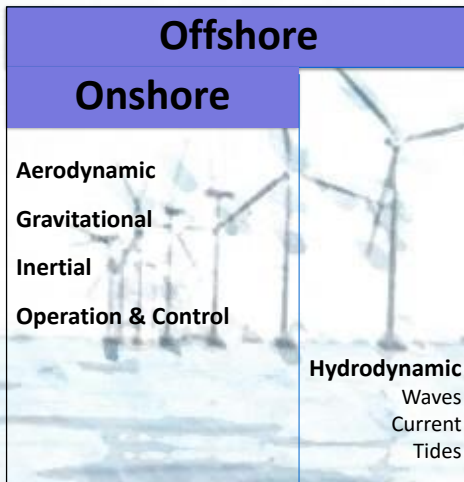 Offshore
Onshore
Aerodynamic
Gravitational
Inertial
Operation & Control
Hydrodynamic
Waves
Current
Tides